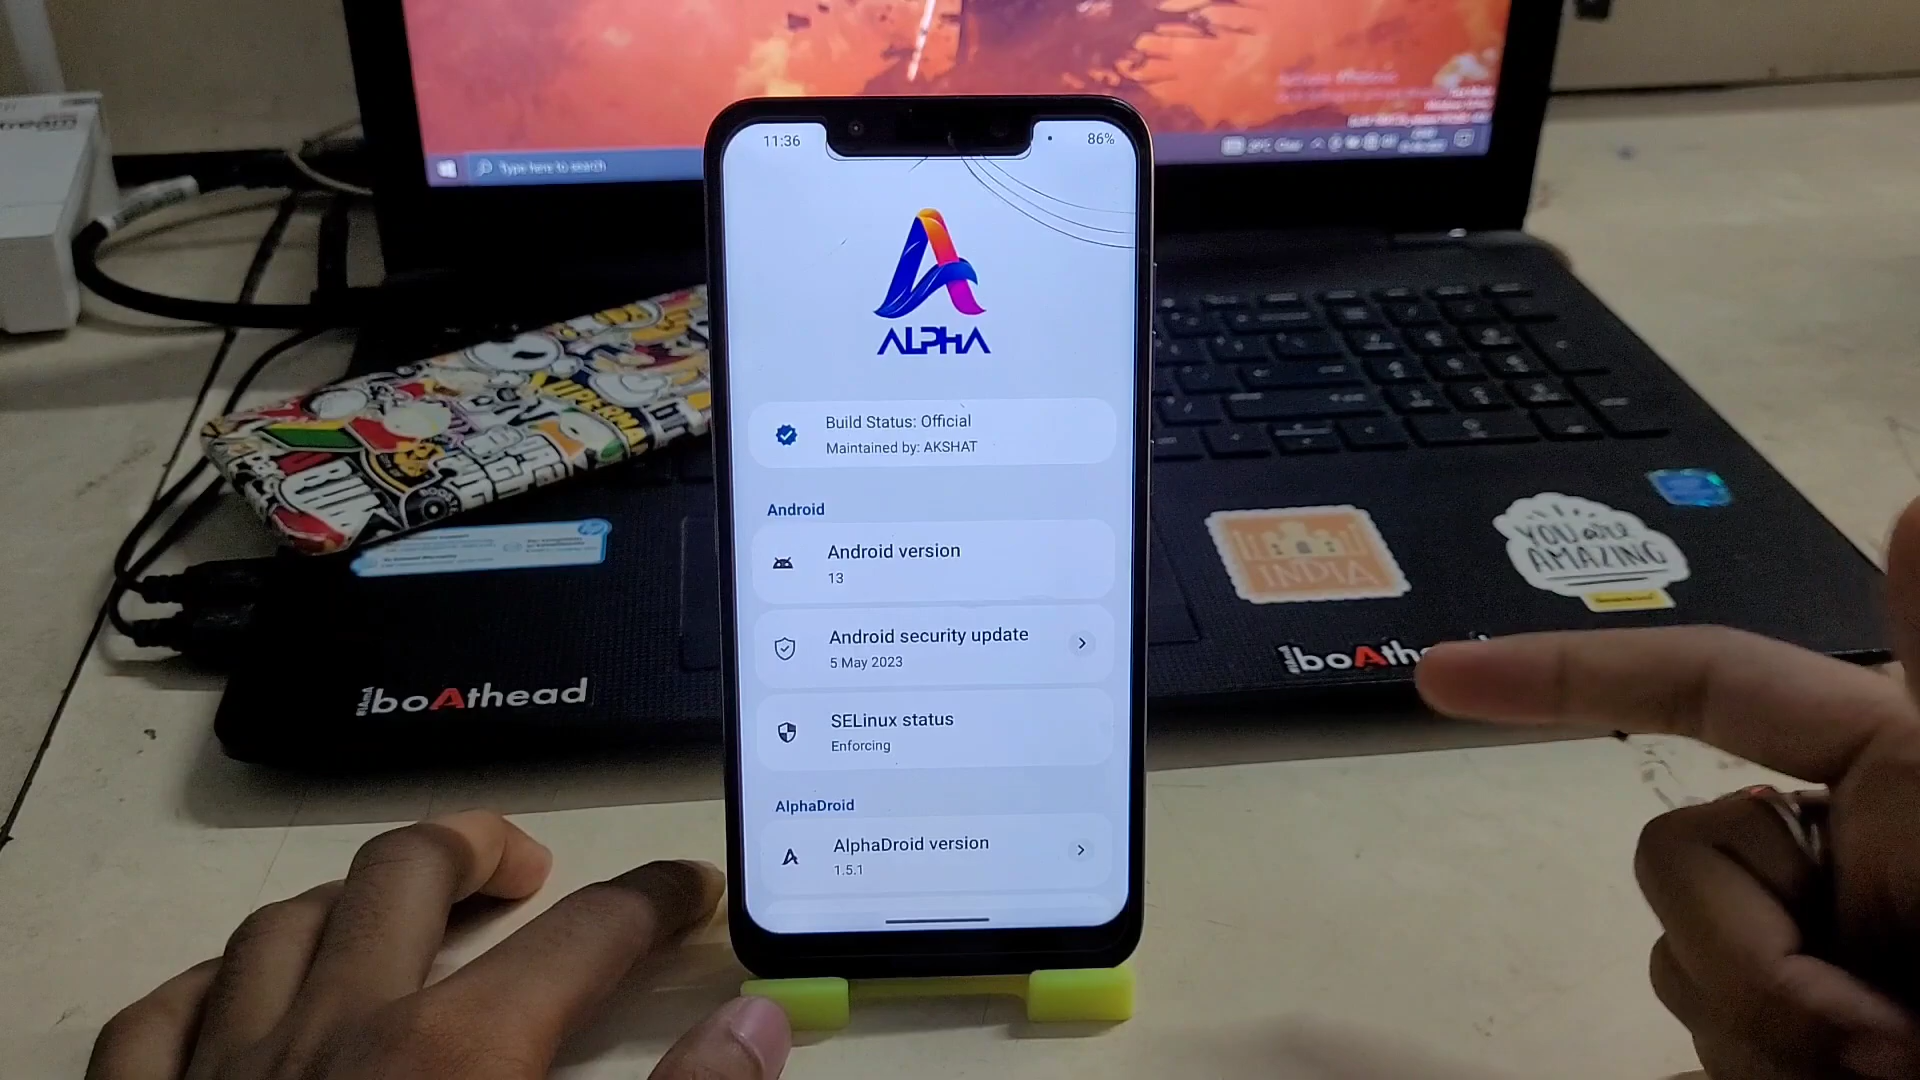 Type here to search
11:36
86%
ALPHA
Build Status: Official
Maintained by: AKSHAT
Android
Android version
13
Android security update
5 May 2023
SELinux status
Enforcing
AlphaDroid
AlphaDroid version
1.5.1
SUPERMAN
INDIA
YOU are
AMAZING
boAthead
boAth